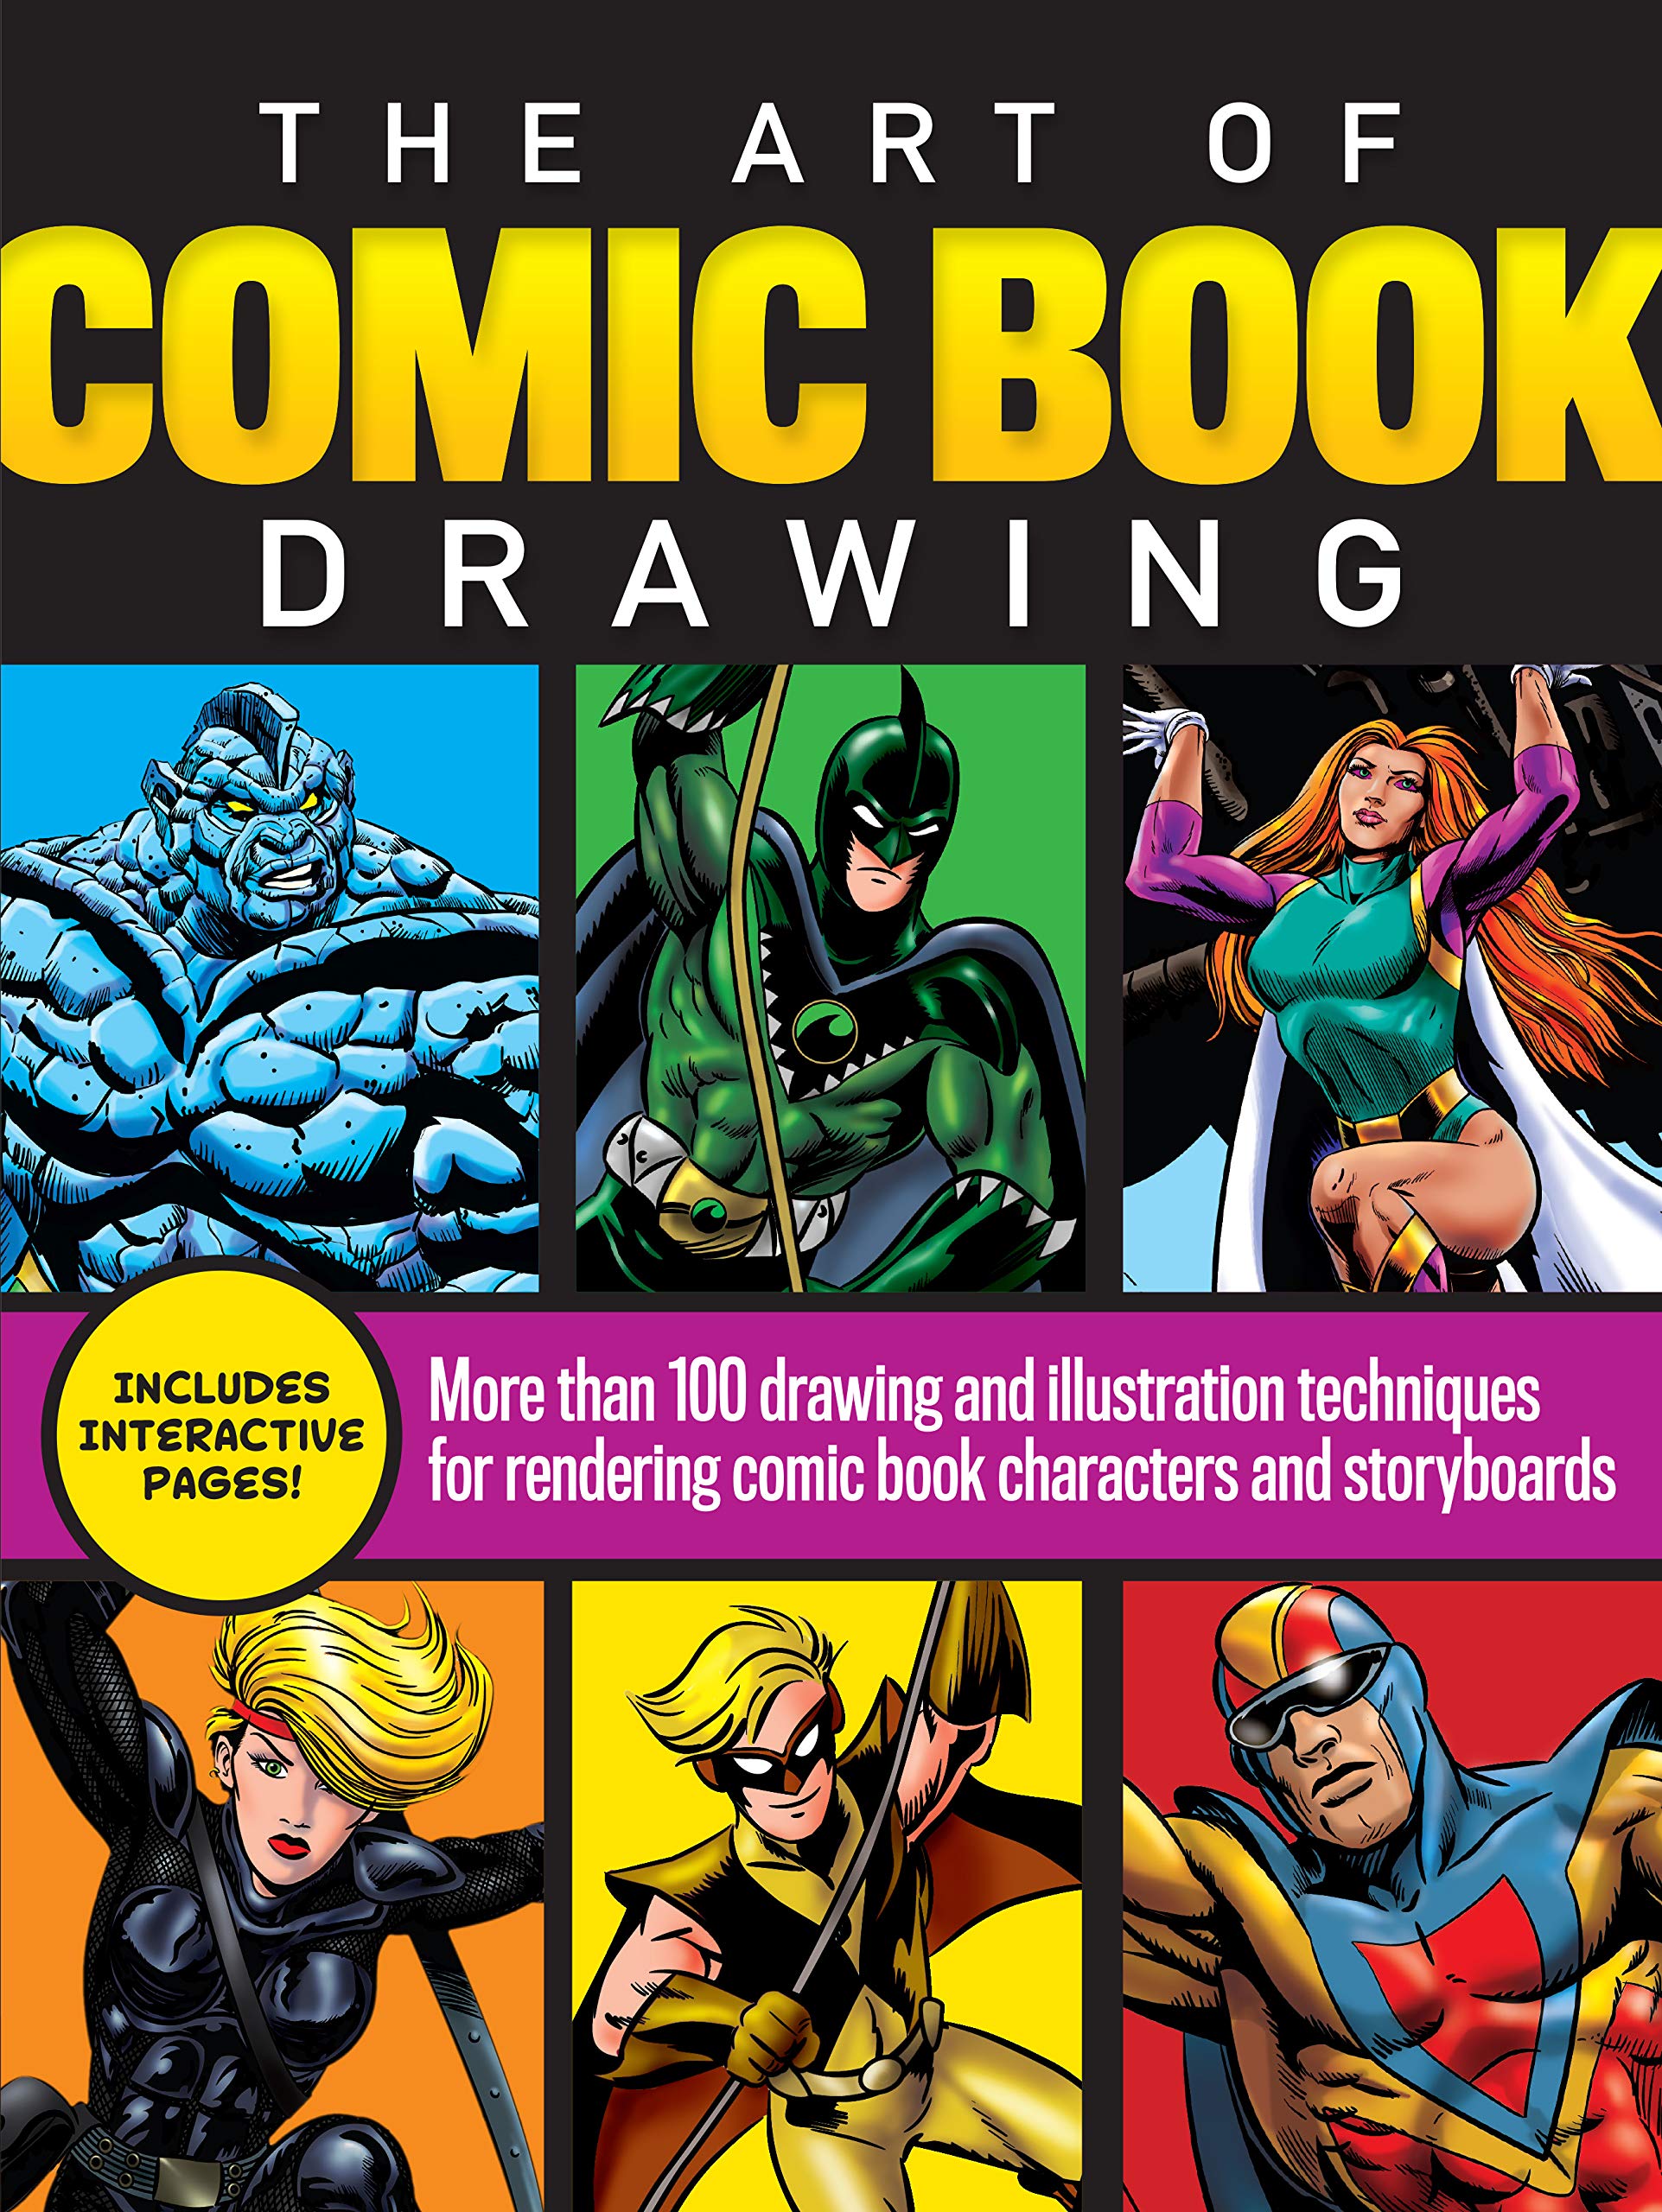 THE ART OF
COMIC BOOK
DRAWING
INCLUDES
INTERACTIVE
PAGES!
More than 100 drawing and illustration techniques
for rendering comic book characters and storyboards